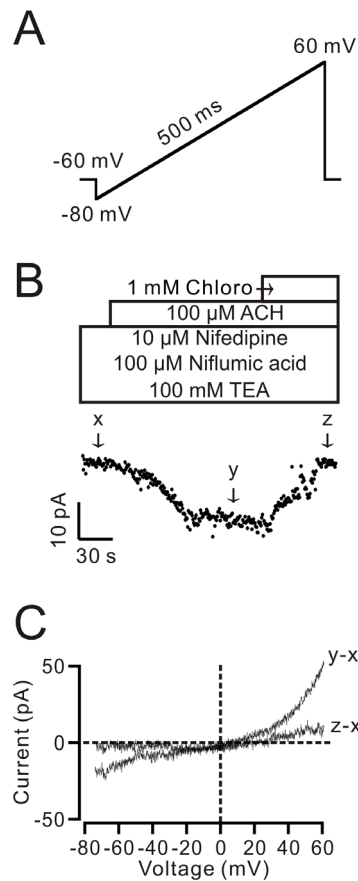 A
60 mV
500 ms
-60 mV
-80 mV
B
1 mM Chloro→
100 µM ACH
10 µM Nifedipine
100 µM Niflumic acid
100 mM TEA
x
z
↓
↓
y
↓
10 pA
30 s
C
50
y-x
Current (pA)
z-x
0
-50
-80 -60 -40 -20 0 20 40 60
Voltage (mV)